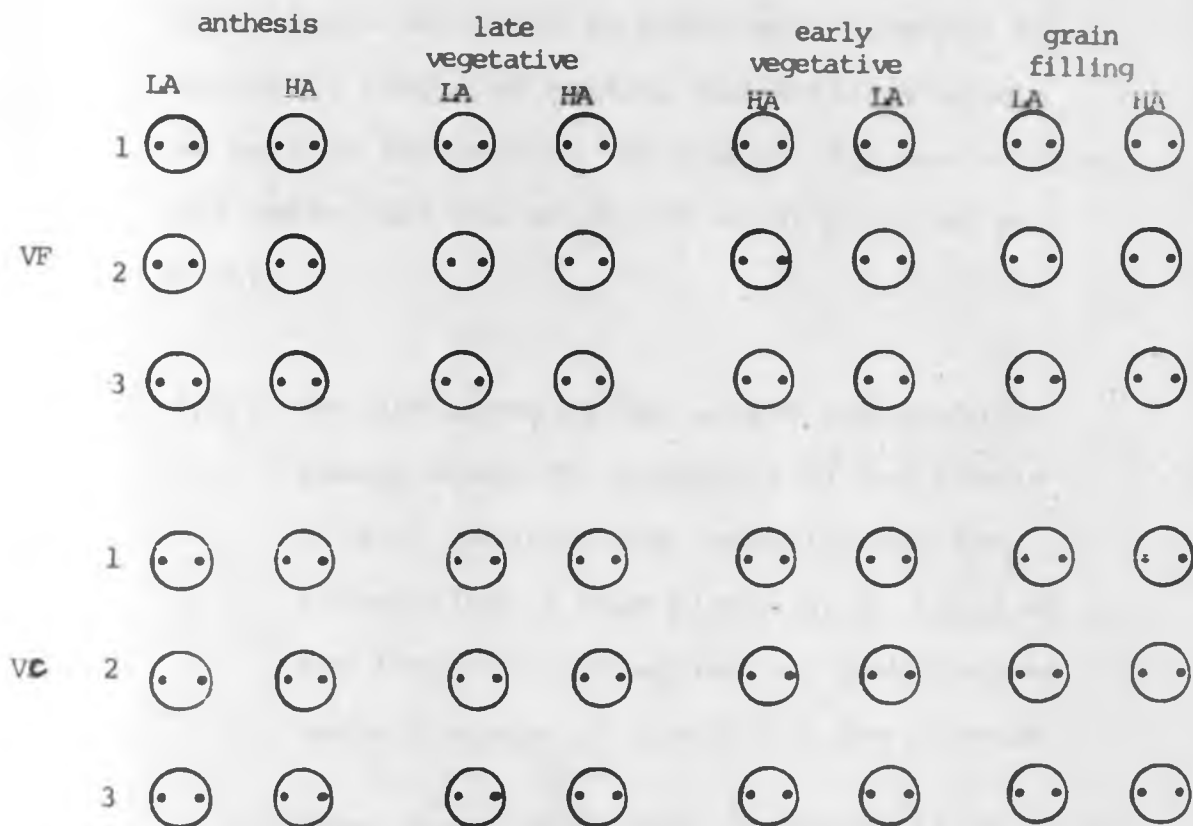 anthesis late vegetative early vegetative grain filling
LA HA LA HA HA LA LA HA
1
VF 2
3
1
VC 2
3